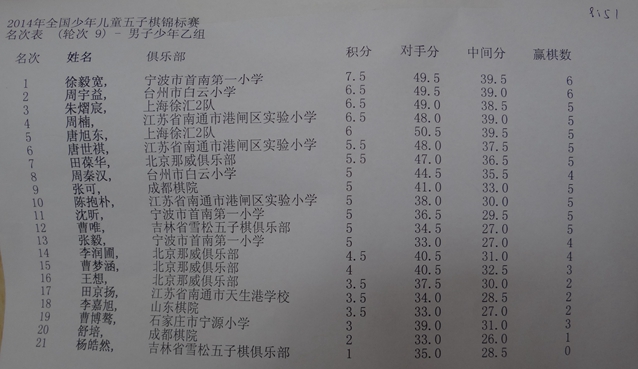 8:51
2014年全国少年儿童五子棋锦标赛
名次表 (轮次 9) - 男子少年乙组
名次 姓名 俱乐部 积分 对手分 中间分 赢棋数
1 徐毅宽, 宁波市首南第一小学 7.5 49.5 39.5 6
2 周宇益, 台州市白云小学 6.5 49.5 39.0 6
3 朱熠宸, 上海徐汇2队 6.5 49.0 38.5 5
4 周楠, 江苏省南通市港闸区实验小学 6.5 48.0 39.0 5
5 唐旭东, 上海徐汇2队 6 50.5 39.5 5
6 唐世祺, 江苏省南通市港闸区实验小学 5.5 48.0 37.5 5
7 田葆华, 北京那威俱乐部 5.5 47.0 36.5 5
8 周秦汉, 台州市白云小学 5 44.5 35.5 4
9 张可, 成都棋院 5 41.0 33.0 5
10 陈抱朴, 江苏省南通市港闸区实验小学 5 38.0 30.0 5
11 沈昕, 宁波市首南第一小学 5 36.5 29.5 5
12 曹唯, 吉林省雪松五子棋俱乐部 5 34.5 27.0 5
13 张毅, 宁波市首南第一小学 5 33.0 27.0 4
14 李润圃, 北京那威俱乐部 4.5 40.5 31.0 4
15 曹梦涵, 北京那威俱乐部 4 40.5 32.5 3
16 王想, 北京那威俱乐部 3.5 37.5 30.0 2
17 田京扬, 江苏省南通市天生港学校 3.5 34.0 28.5 2
18 李嘉旭, 山东棋院 3.5 33.0 27.0 2
19 曹博骜, 石家庄市宁源小学 3 39.0 31.0 3
20 舒培, 成都棋院 2 33.0 26.0 1
21 杨皓然, 吉林省雪松五子棋俱乐部 1 35.0 28.5 0